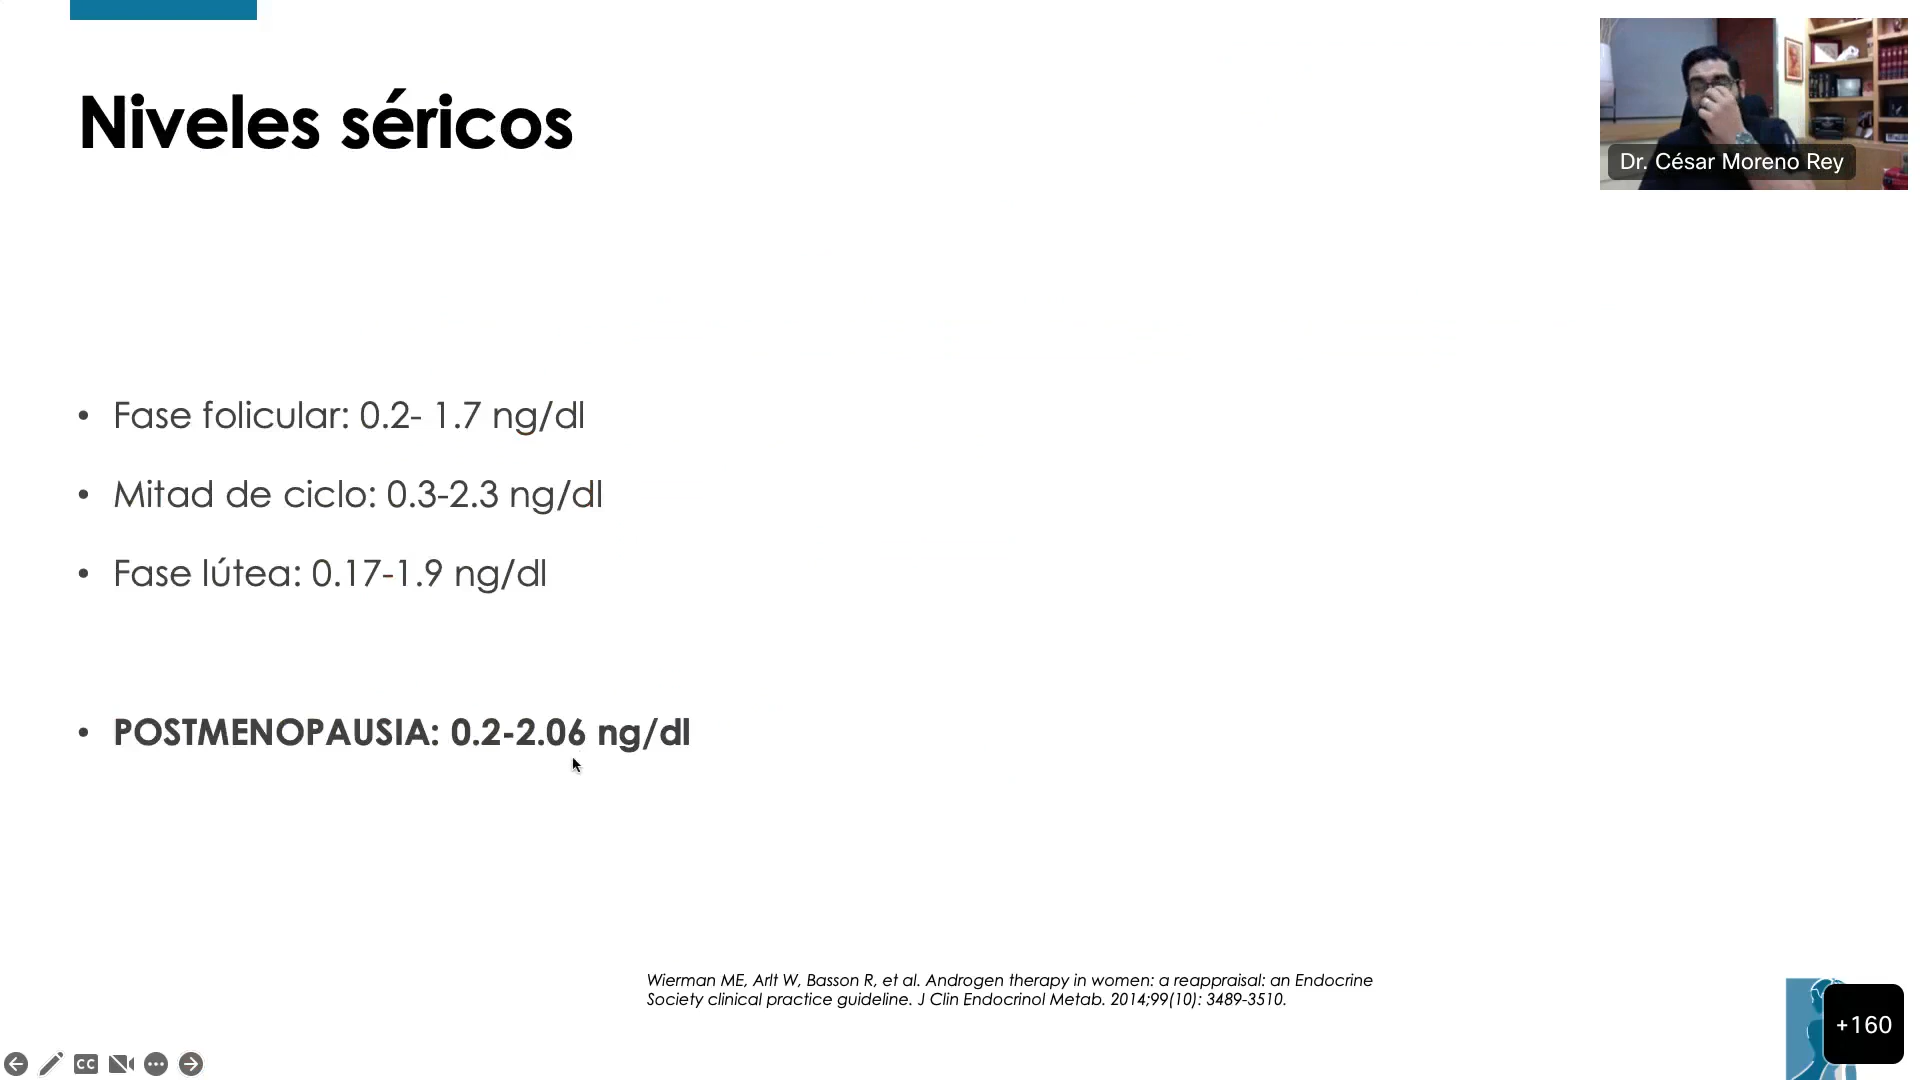 Niveles séricos
Dr. César Moreno Rey
• Fase folicular: 0.2- 1.7 ng/dl
• Mitad de ciclo: 0.3-2.3 ng/dl
• Fase lútea: 0.17-1.9 ng/dl
• POSTMENOPAUSIA: 0.2-2.06 ng/dl
Wierman ME, Arlt W, Basson R, et al. Androgen therapy in women: a reappraisal: an Endocrine
Society clinical practice guideline. J Clin Endocrinol Metab. 2014;99(10): 3489-3510.
+160
CC